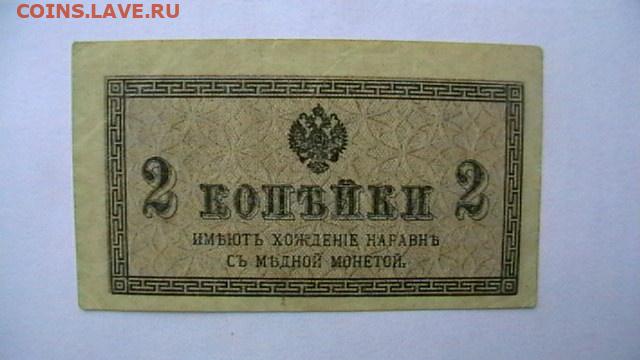 COINS.LAVE.RU
2 КОПѢЙКИ 2
ИМѢЮТЪ ХОЖДЕНІЕ НАРАВНѢ
СЪ МѢДНОЙ МОНЕТОЙ.